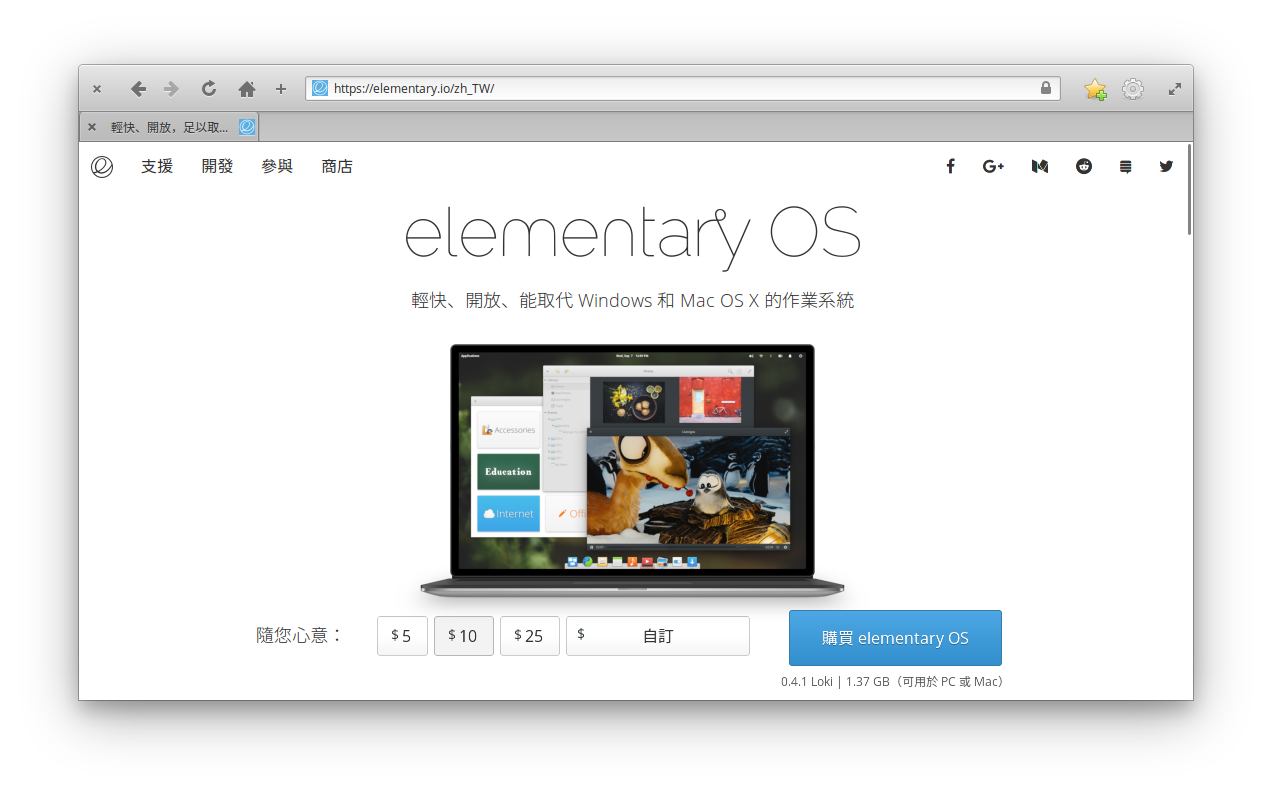 https://elementary.io/zh_TW/
輕快、開放，足以取...
支援 開發 參與 商店
G+
elementary OS
輕快、開放、能取代 Windows 和 Mac OS X 的作業系統
Applications
Accessories
Education
Internet
隨您心意：
$ 5
$ 10
$ 25
$ 自訂
購買 elementary OS
0.4.1 Loki | 1.37 GB（可用於 PC 或 Mac）